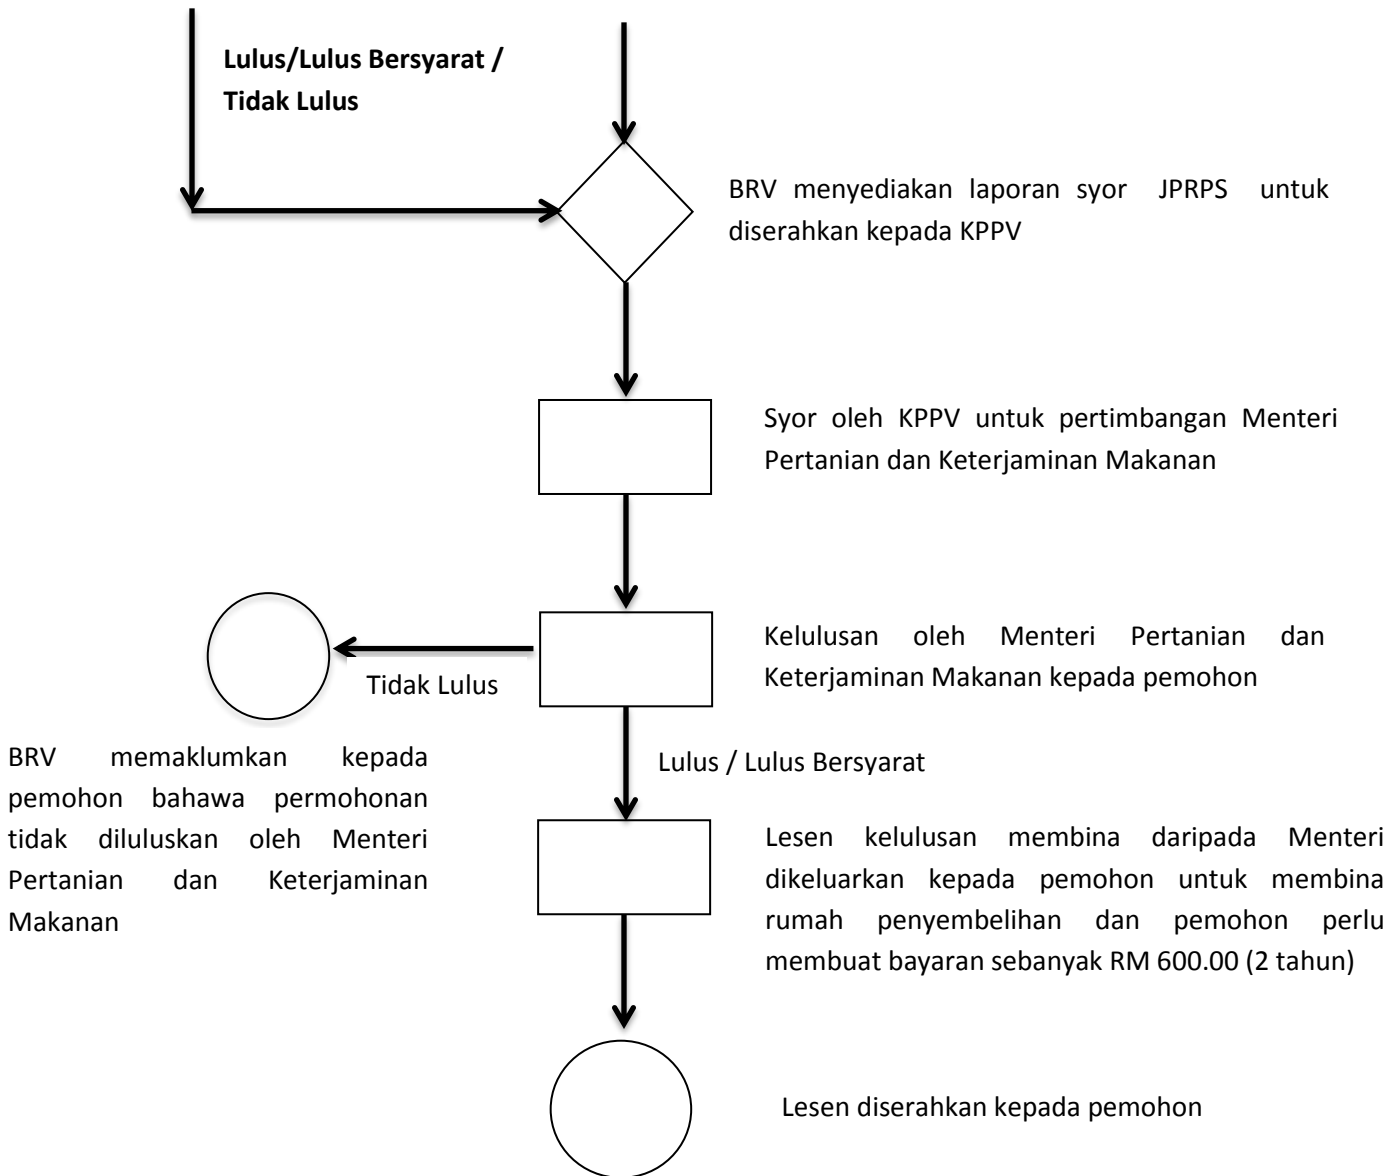 Lulus/Lulus Bersyarat /
Tidak Lulus
BRV menyediakan laporan syor JPRPS untuk
diserahkan kepada KPPV
Syor oleh KPPV untuk pertimbangan Menteri
Pertanian dan Keterjaminan Makanan
Kelulusan oleh Menteri Pertanian dan
Keterjaminan Makanan kepada pemohon
Tidak Lulus
BRV memaklumkan kepada
pemohon bahawa permohonan
tidak diluluskan oleh Menteri
Pertanian dan Keterjaminan
Makanan
Lulus / Lulus Bersyarat
Lesen kelulusan membina daripada Menteri
dikeluarkan kepada pemohon untuk membina
rumah penyembelihan dan pemohon perlu
membuat bayaran sebanyak RM 600.00 (2 tahun)
Lesen diserahkan kepada pemohon